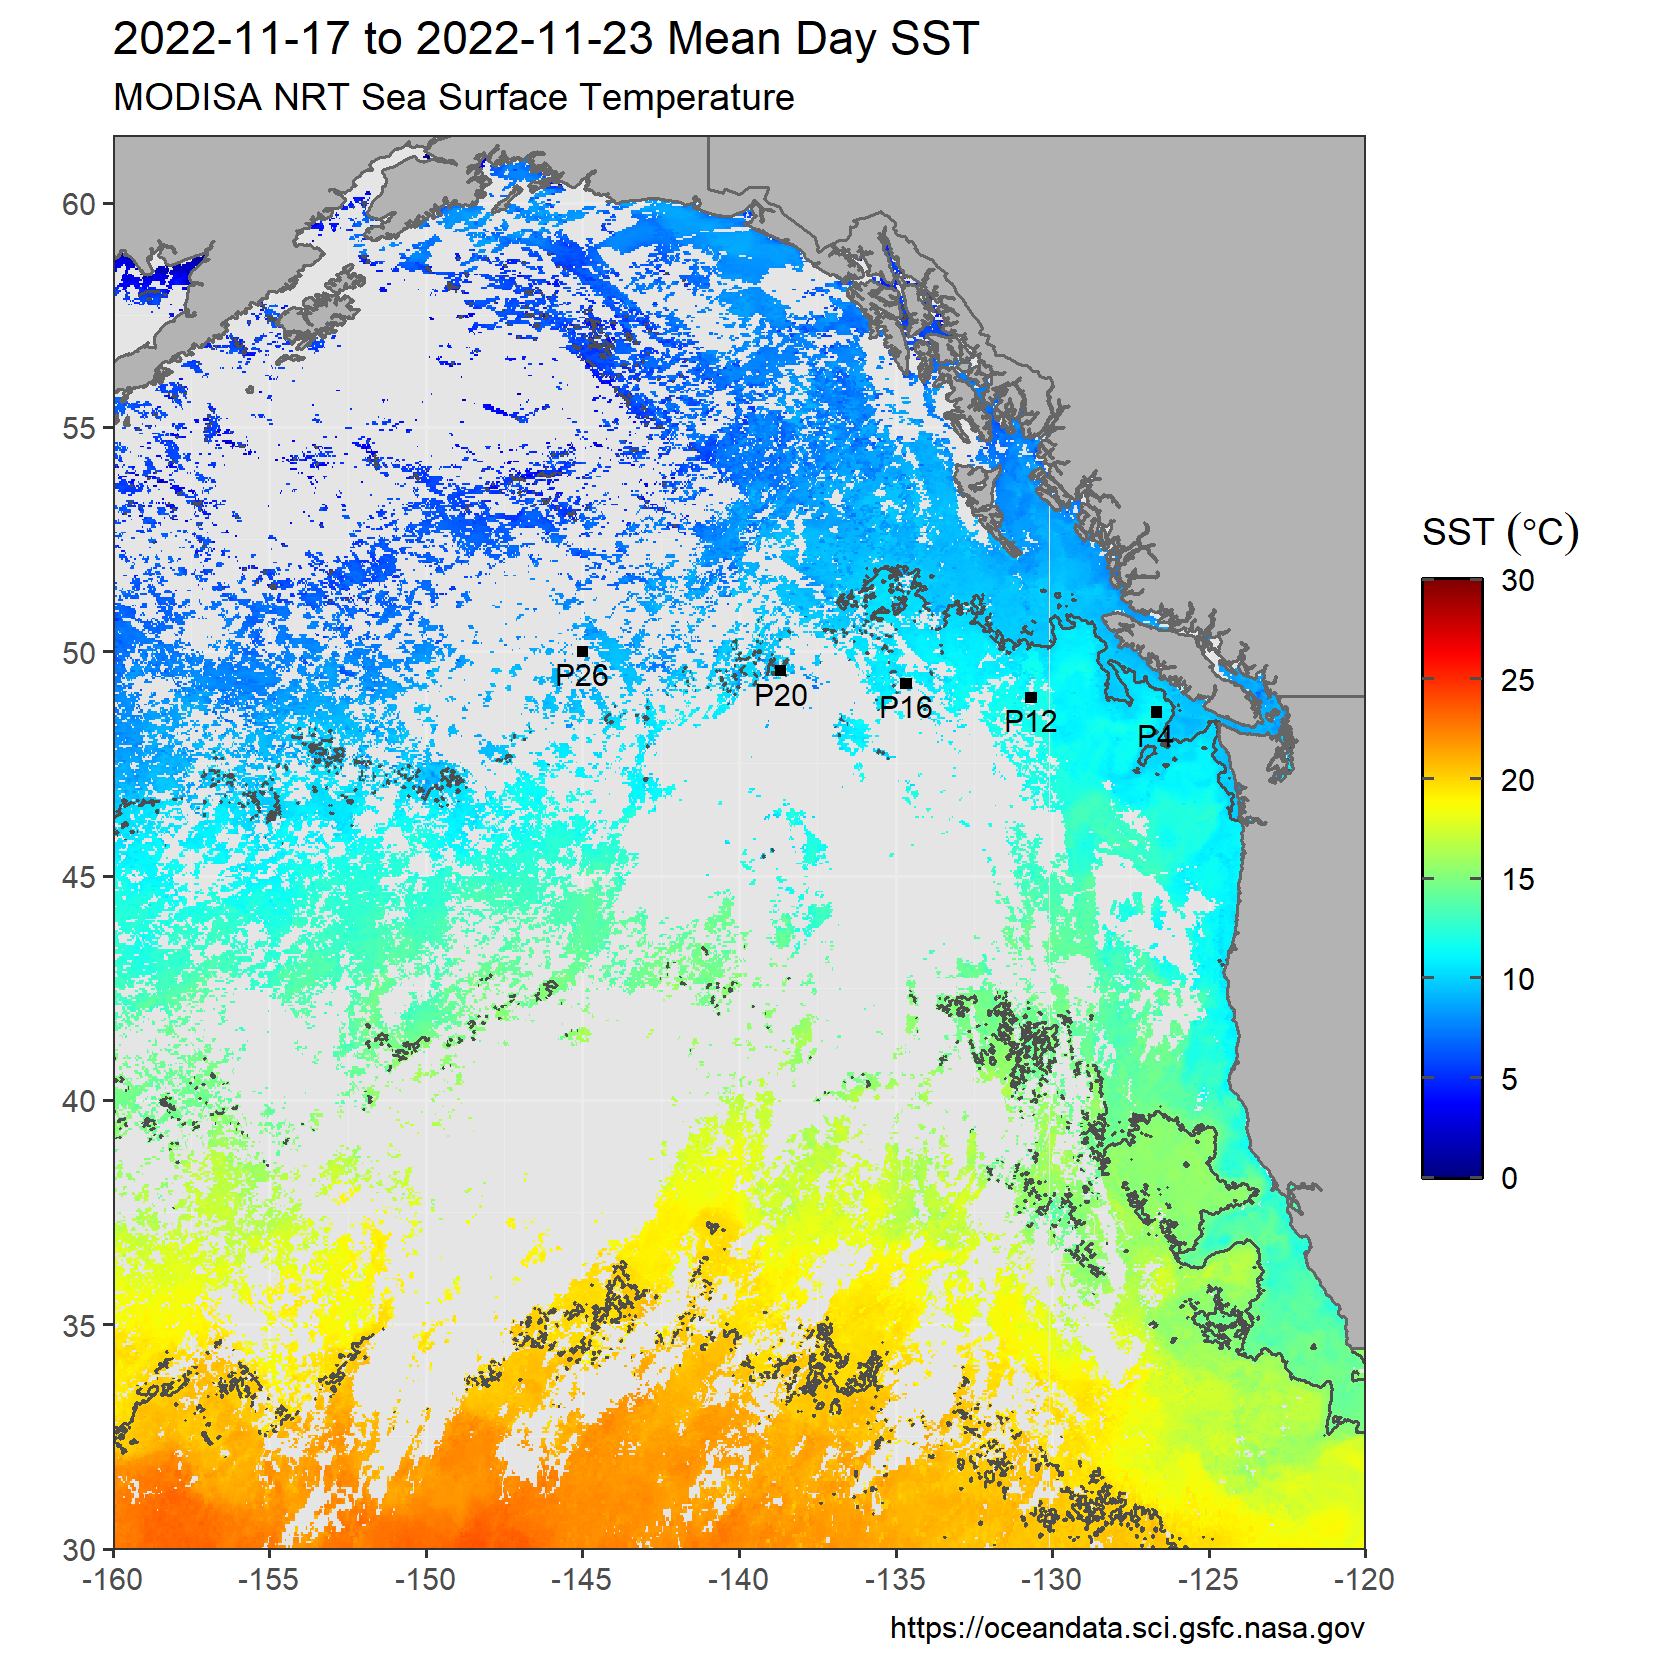 2022-11-17 to 2022-11-23 Mean Day SST
MODISA NRT Sea Surface Temperature
60
55
50
45
40
35
30
P26
P20
P16
P12
P4
-160
-155
-150
-145
-140
-135
-130
-125
-120
SST (°C)
30
25
20
15
10
5
0
https://oceandata.sci.gsfc.nasa.gov